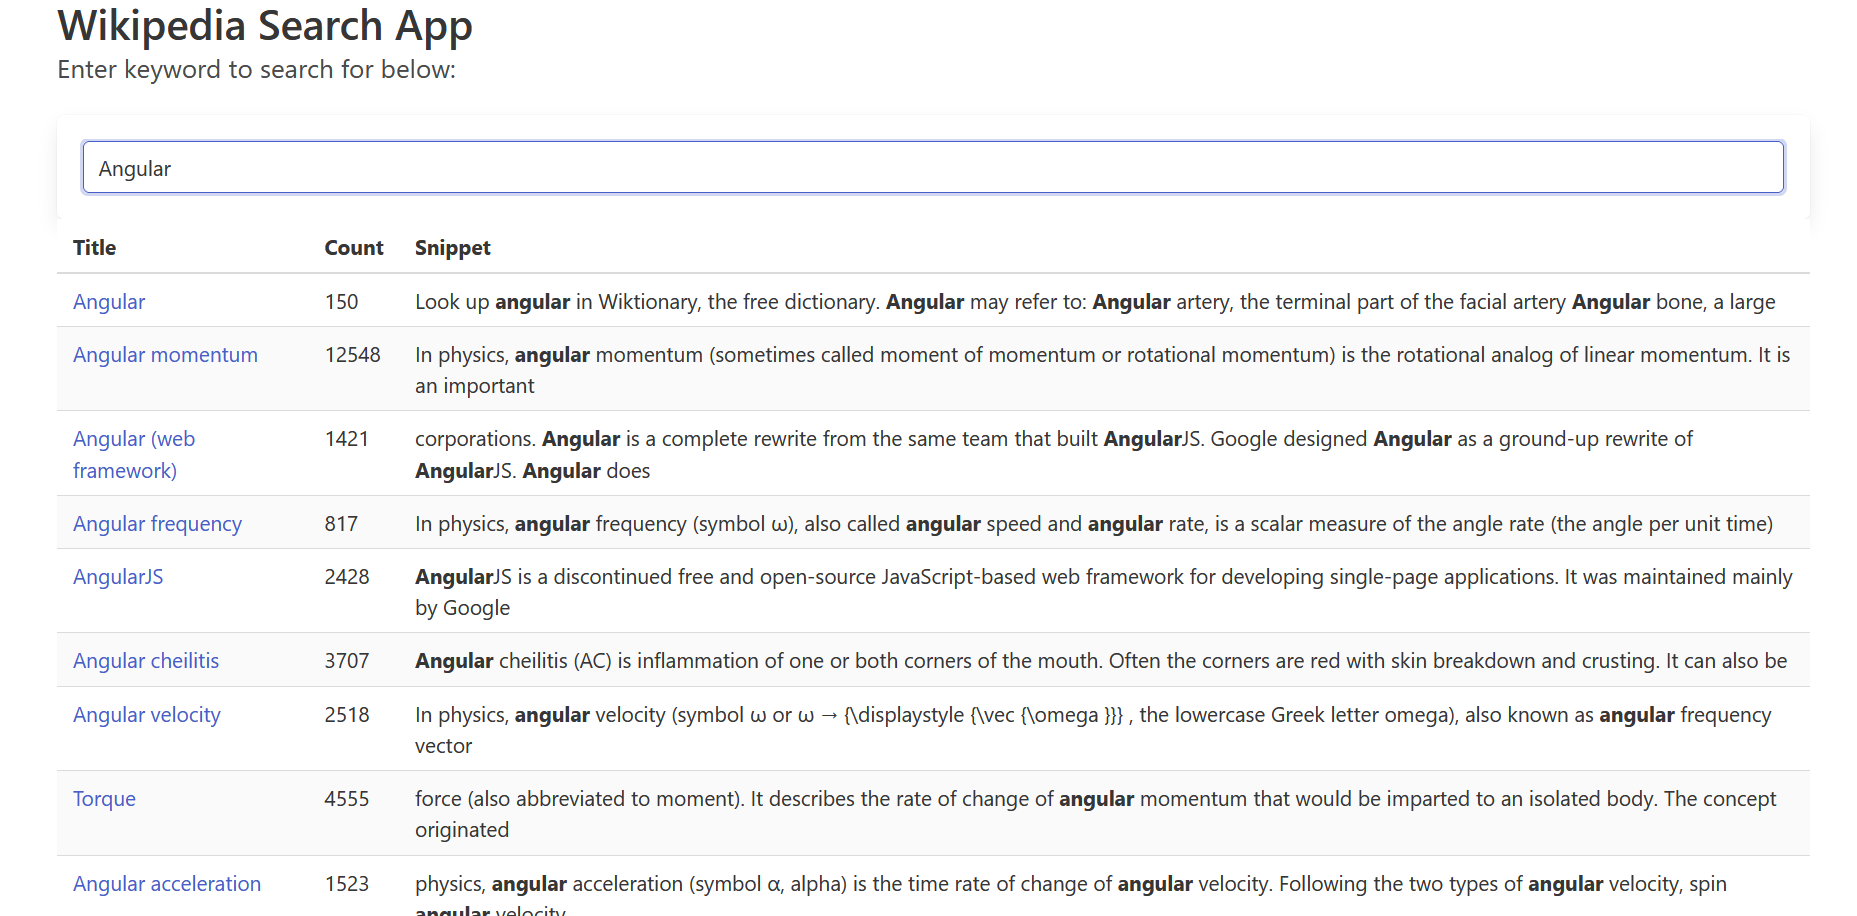 Wikipedia Search App
Enter keyword to search for below:
Angular
Title Count Snippet
Angular 150 Look up angular in Wiktionary, the free dictionary. Angular may refer to: Angular artery, the terminal part of the facial artery Angular bone, a large
Angular momentum 12548 In physics, angular momentum (sometimes called moment of momentum or rotational momentum) is the rotational analog of linear momentum. It is
an important
Angular (web 1421 corporations. Angular is a complete rewrite from the same team that built AngularJS. Google designed Angular as a ground-up rewrite of
framework) AngularJS. Angular does
Angular frequency 817 In physics, angular frequency (symbol ω), also called angular speed and angular rate, is a scalar measure of the angle rate (the angle per unit time)
AngularJS 2428 AngularJS is a discontinued free and open-source JavaScript-based web framework for developing single-page applications. It was maintained mainly
by Google
Angular cheilitis 3707 Angular cheilitis (AC) is inflammation of one or both corners of the mouth. Often the corners are red with skin breakdown and crusting. It can also be
Angular velocity 2518 In physics, angular velocity (symbol ω or ω → {\displaystyle {\vec {\omega }}} , the lowercase Greek letter omega), also known as angular frequency
vector
Torque 4555 force (also abbreviated to moment). It describes the rate of change of angular momentum that would be imparted to an isolated body. The concept
originated
Angular acceleration 1523 physics, angular acceleration (symbol α, alpha) is the time rate of change of angular velocity. Following the two types of angular velocity, spin
angular velocity